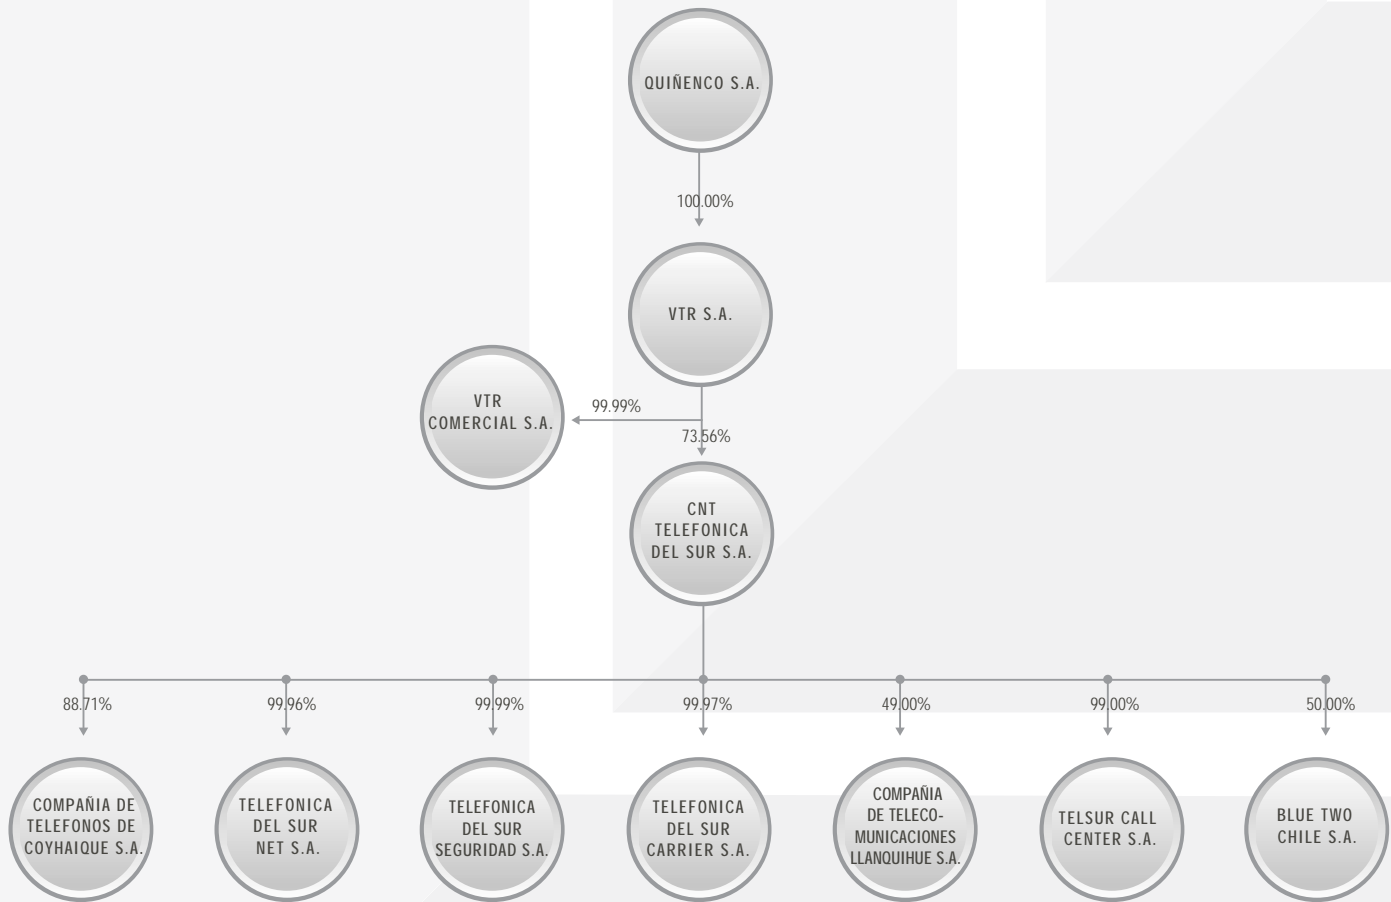 QUIÑENCO S.A.
100.00%
VTR S.A.
99.99%
VTR
COMERCIAL S.A.
73.56%
CNT
TELEFONICA
DEL SUR S.A.
88.71%
99.96%
99.99%
99.97%
49.00%
99.00%
50.00%
COMPAÑIA DE
TELEFONOS DE
COYHAIQUE S.A.
TELEFONICA
DEL SUR
NET S.A.
TELEFONICA
DEL SUR
SEGURIDAD S.A.
TELEFONICA
DEL SUR
CARRIER S.A.
COMPAÑIA
DE TELECO-
MUNICACIONES
LLANQUIHUE S.A.
TELSUR CALL
CENTER S.A.
BLUE TWO
CHILE S.A.